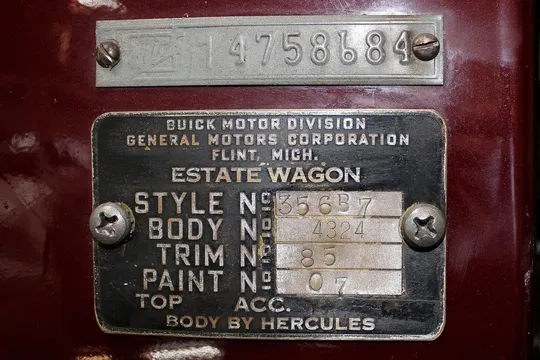 14758684
BUICK MOTOR DIVISION
GENERAL MOTORS CORPORATION
FLINT, MICH.
ESTATE WAGON
STYLE Nº 356B7
BODY Nº 4324
TRIM Nº 85
PAINT Nº 07
TOP ACC.
BODY BY HERCULES